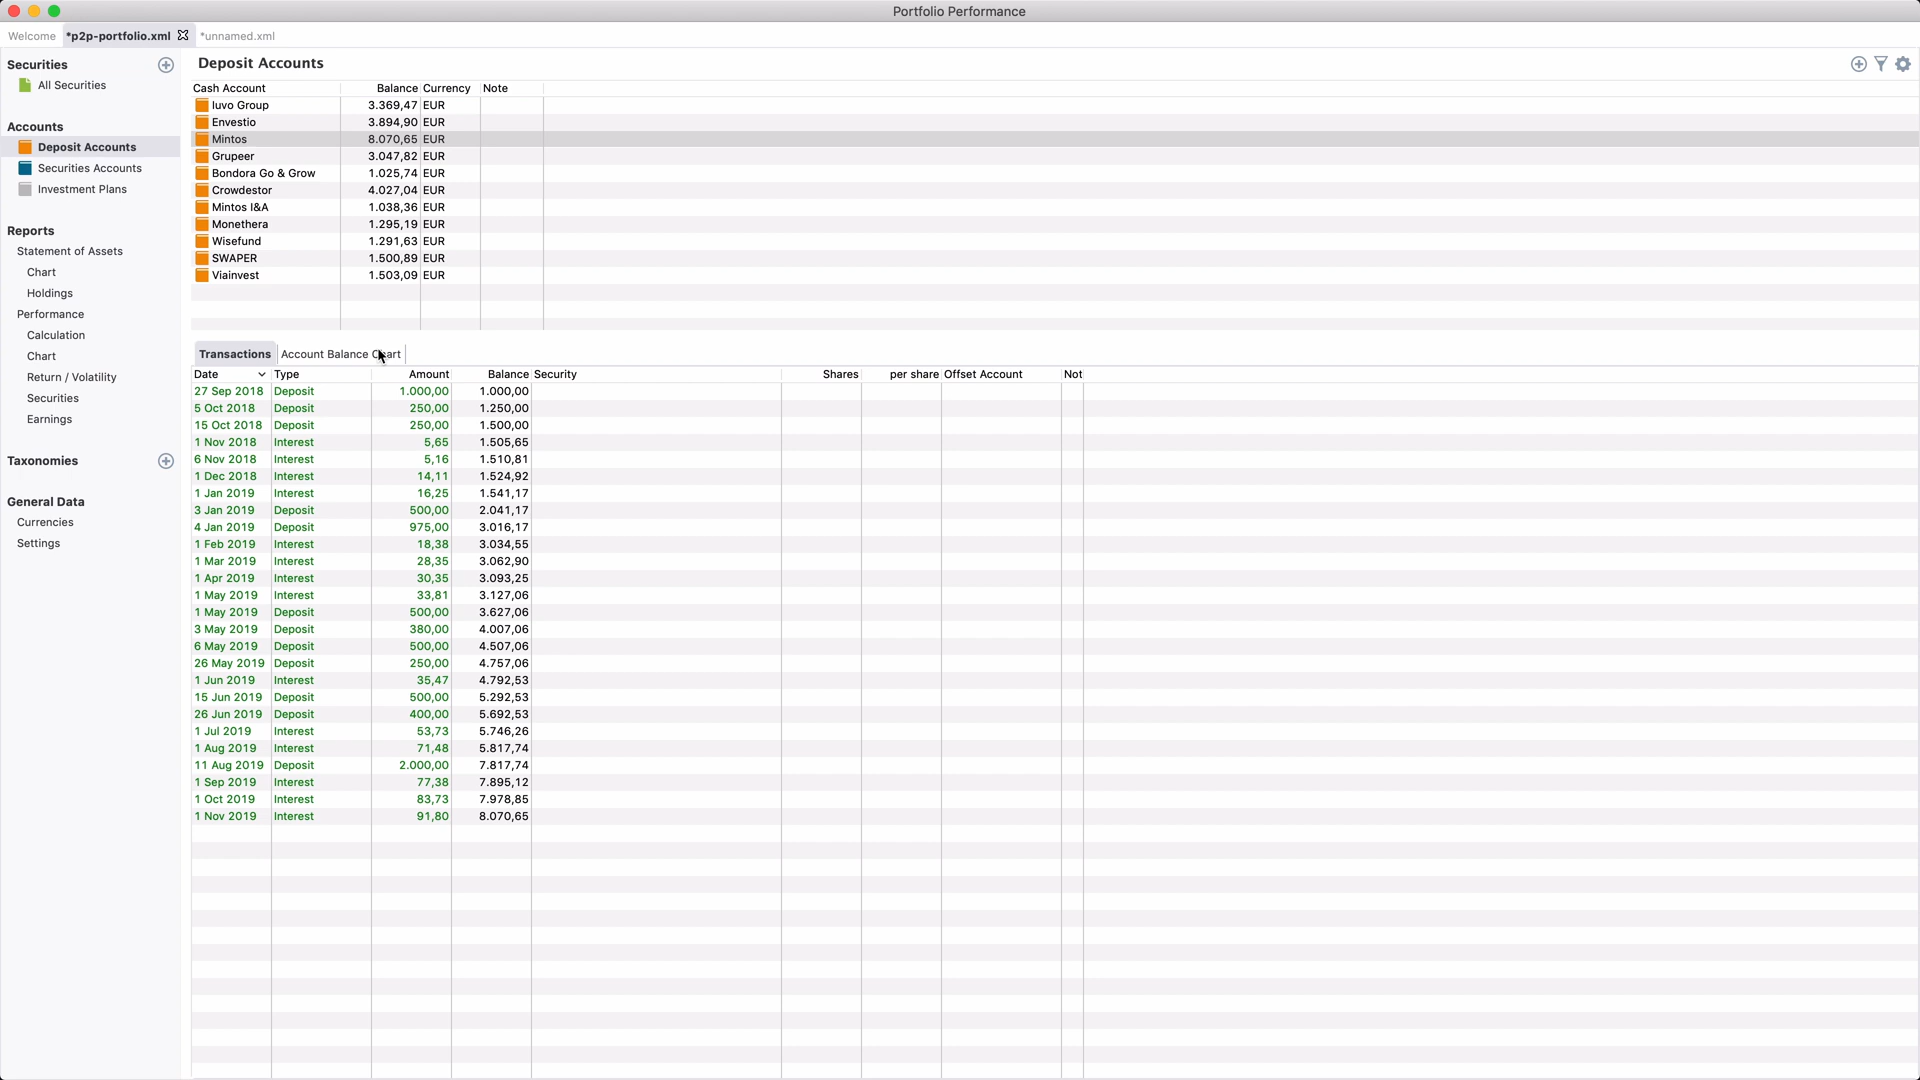 Portfolio Performance
Welcome *p2p-portfolio.xml *unnamed.xml
Securities
All Securities
Accounts
Deposit Accounts
Securities Accounts
Investment Plans
Reports
Statement of Assets
Chart
Holdings
Performance
Calculation
Chart
Return / Volatility
Securities
Earnings
Taxonomies
General Data
Currencies
Settings
Deposit Accounts
Cash Account Balance Currency Note
Iuvo Group 3.369,47 EUR
Envestio 3.894,90 EUR
Mintos 8.070,65 EUR
Grupeer 3.047,82 EUR
Bondora Go & Grow 1.025,74 EUR
Crowdestor 4.027,04 EUR
Mintos I&A 1.038,36 EUR
Monethera 1.295,19 EUR
Wisefund 1.291,63 EUR
SWAPER 1.500,89 EUR
Viainvest 1.503,09 EUR
Transactions Account Balance Chart
Date Type Amount Balance Security Shares per share Offset Account Not
27 Sep 2018 Deposit 1.000,00 1.000,00
5 Oct 2018 Deposit 250,00 1.250,00
15 Oct 2018 Deposit 250,00 1.500,00
1 Nov 2018 Interest 5,65 1.505,65
6 Nov 2018 Interest 5,16 1.510,81
1 Dec 2018 Interest 14,11 1.524,92
1 Jan 2019 Interest 16,25 1.541,17
3 Jan 2019 Deposit 500,00 2.041,17
4 Jan 2019 Deposit 975,00 3.016,17
1 Feb 2019 Interest 18,38 3.034,55
1 Mar 2019 Interest 28,35 3.062,90
1 Apr 2019 Interest 30,35 3.093,25
1 May 2019 Interest 33,81 3.127,06
1 May 2019 Deposit 500,00 3.627,06
3 May 2019 Deposit 380,00 4.007,06
6 May 2019 Deposit 500,00 4.507,06
26 May 2019 Deposit 250,00 4.757,06
1 Jun 2019 Interest 35,47 4.792,53
15 Jun 2019 Deposit 500,00 5.292,53
26 Jun 2019 Deposit 400,00 5.692,53
1 Jul 2019 Interest 53,73 5.746,26
1 Aug 2019 Interest 71,48 5.817,74
11 Aug 2019 Deposit 2.000,00 7.817,74
1 Sep 2019 Interest 77,38 7.895,12
1 Oct 2019 Interest 83,73 7.978,85
1 Nov 2019 Interest 91,80 8.070,65